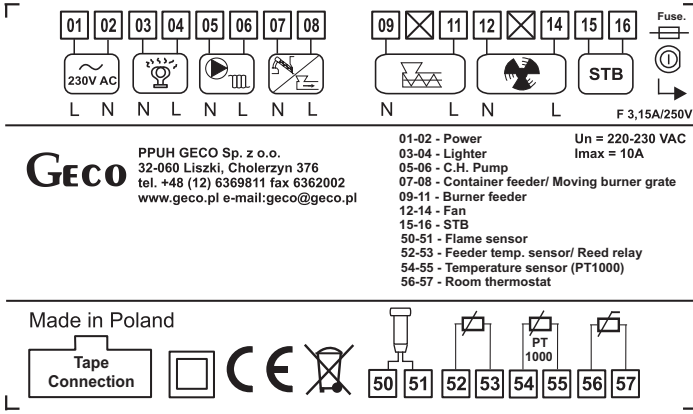 01 02 03 04 05 06 07 08 09 11 12 14 15 16 Fuse.
230V AC STB
L N N L N L N L N L N L
F 3,15A/250V
GECO
PPUH GECO Sp. z o.o.
32-060 Liszki, Cholerzyn 376
tel. +48 (12) 6369811 fax 6362002
www.geco.pl e-mail:geco@geco.pl
01-02 - Power Un = 220-230 VAC
03-04 - Lighter Imax = 10A
05-06 - C.H. Pump
07-08 - Container feeder/ Moving burner grate
09-11 - Burner feeder
12-14 - Fan
15-16 - STB
50-51 - Flame sensor
52-53 - Feeder temp. sensor/ Reed relay
54-55 - Temperature sensor (PT1000)
56-57 - Room thermostat
Made in Poland
Tape
Connection
CE
PT
1000
50 51 52 53 54 55 56 57